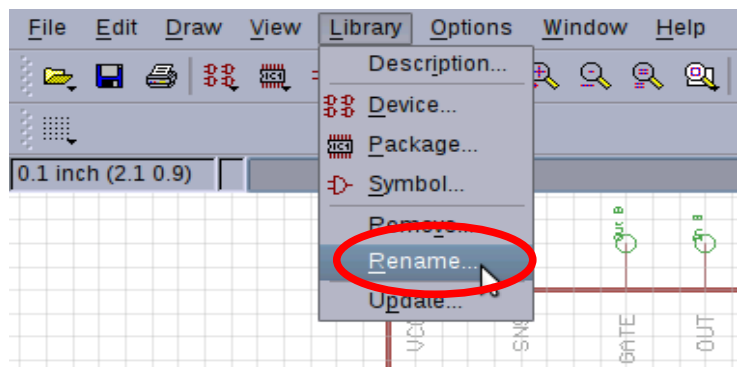 File Edit Draw View Library Options Window Help
Description...
Device...
Package...
Symbol...
0.1 inch (2.1 0.9)
Remove...
Rename...
Update...
VCC
SNS
GATE
OUT